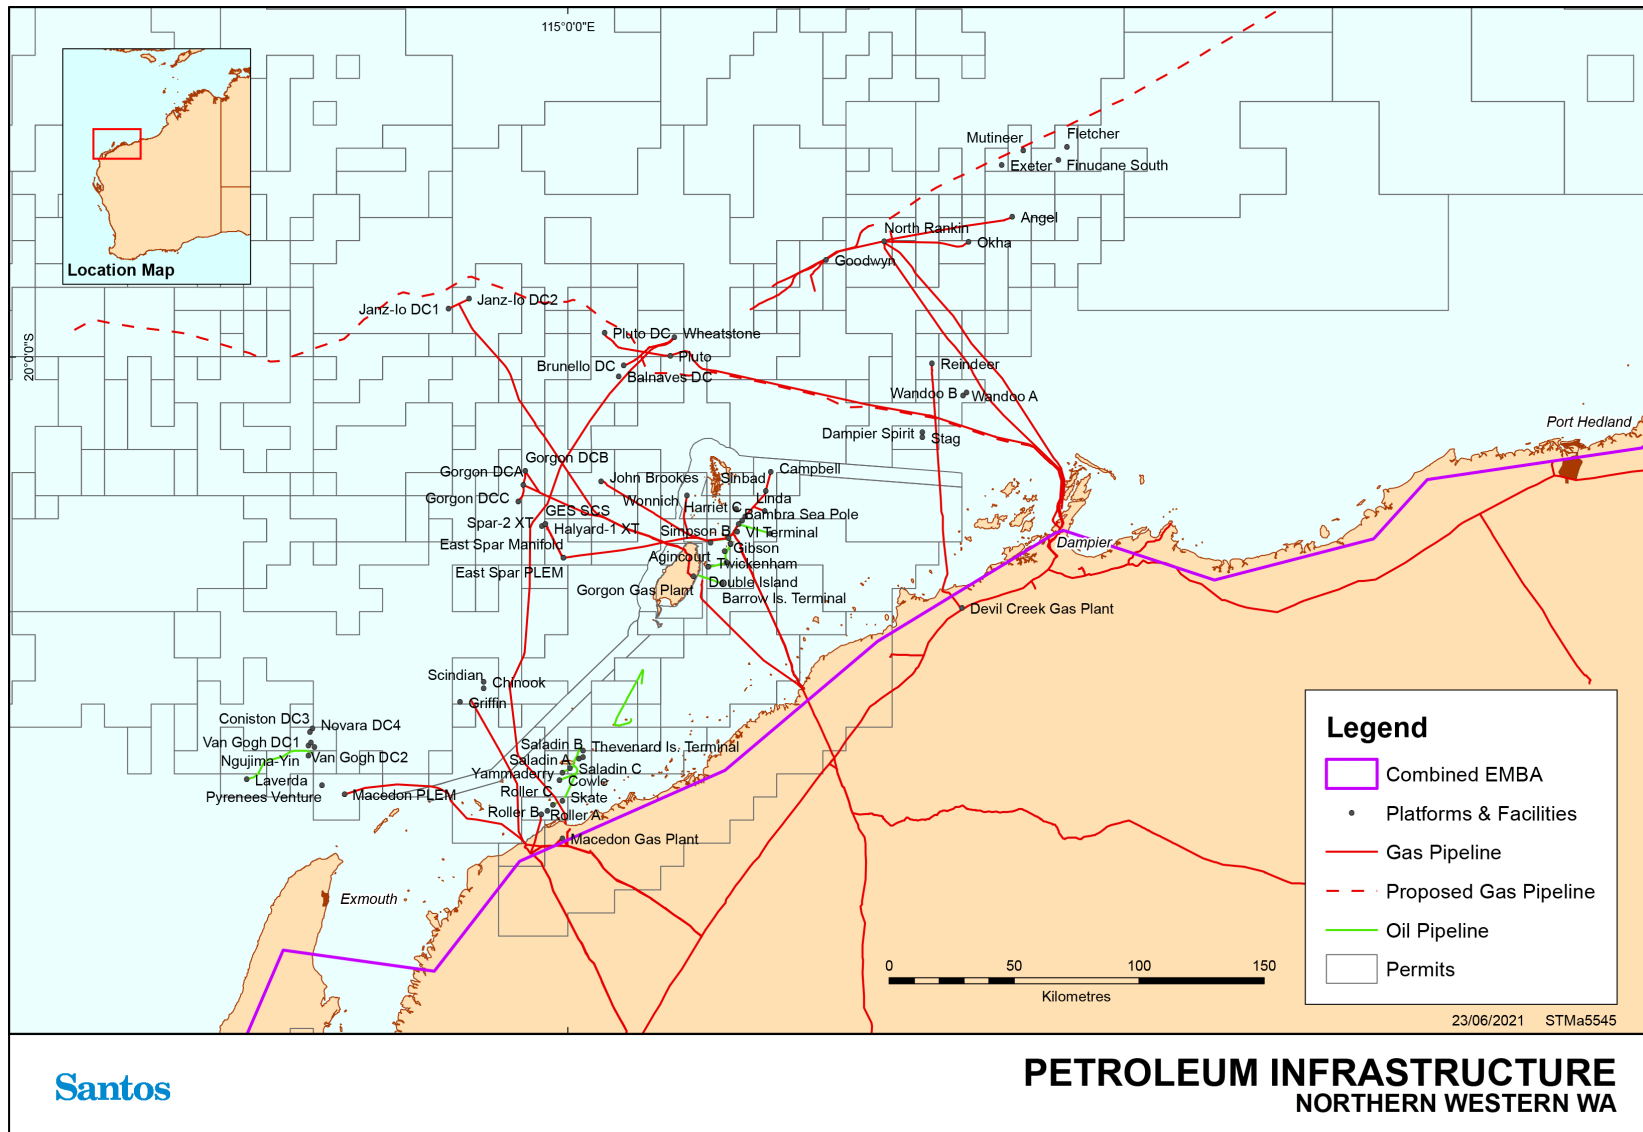 115°0'0"E
20°0'0"S
Location Map
Mutineer
Fletcher
Exeter
Finucane South
Angel
North Rankin
Okha
Goodwyn
Janz-Io DC1
Janz-Io DC2
Pluto DC
Wheatstone
Pluto
Brunello DC
Balnaves DC
Reindeer
Wandoo B
Wandoo A
Dampier Spirit
Stag
Port Hedland
Gorgon DCB
Gorgon DCA
Gorgon DCC
John Brookes
Sinbad
Campbell
Wonnich
Linda
Harriet C
Bambra Sea Pole
GES SCS
Spar-2 XT
Halyard-1 XT
Simpson B
VI Terminal
East Spar Manifold
Gibson
Agincourt
Twickenham
East Spar PLEM
Double Island
Gorgon Gas Plant
Barrow Is. Terminal
Dampier
Devil Creek Gas Plant
Scindian
Chinook
Griffin
Coniston DC3
Novara DC4
Van Gogh DC1
Van Gogh DC2
Ngujima-Yin
Laverda
Pyrenees Venture
Macedon PLEM
Saladin B
Thevenard Is. Terminal
Saladin A
Saladin C
Yammaderry
Cowle
Roller C
Skate
Roller B
Roller A
Macedon Gas Plant
Exmouth
Legend
Combined EMBA
Platforms & Facilities
Gas Pipeline
Proposed Gas Pipeline
Oil Pipeline
Permits
0 50 100 150
Kilometres
23/06/2021 STMa5545
Santos
PETROLEUM INFRASTRUCTURE
NORTHERN WESTERN WA